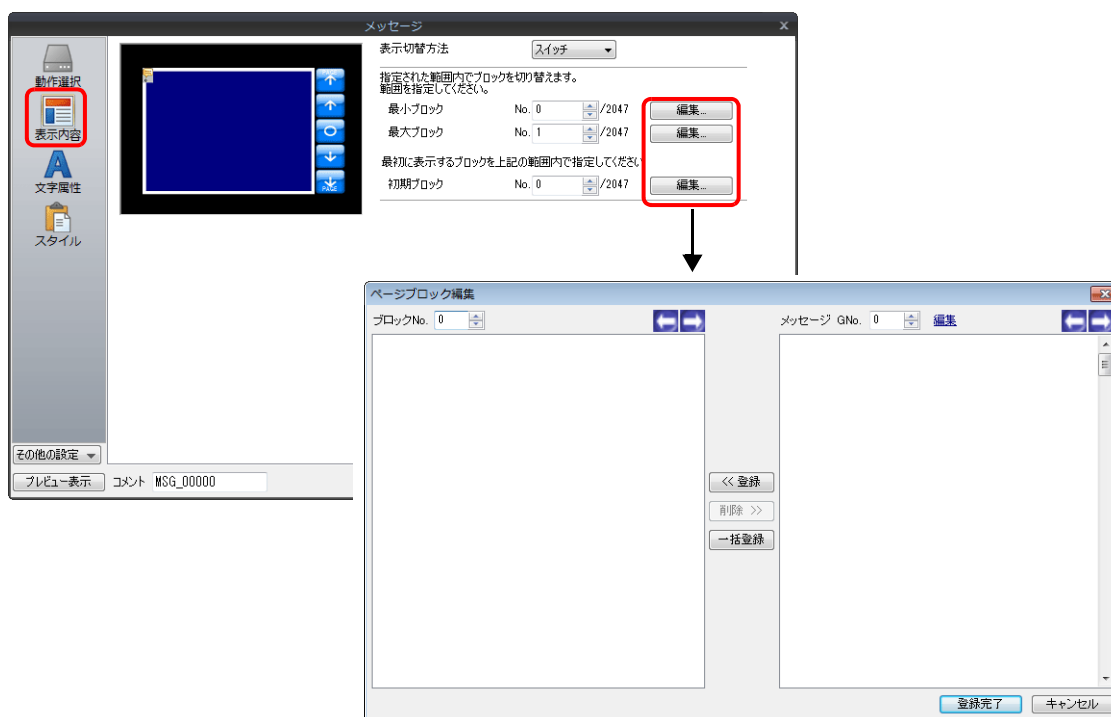 メッセージ
x
動作選択
表示内容
文字属性
スタイル
その他の設定
プレビュー表示
コメント MSG_00000
PAGE
PAGE
表示切替方法 スイッチ
指定された範囲内でブロックを切り替えます。
範囲を指定してください。
最小ブロック No. 0 /2047 編集...
最大ブロック No. 1 /2047 編集...
最初に表示するブロックを上記の範囲内で指定してください
初期ブロック No. 0 /2047 編集...
ページブロック編集
ブロックNo. 0
メッセージ GNo. 0 編集
<< 登録
削除 >>
一括登録
登録完了 キャンセル